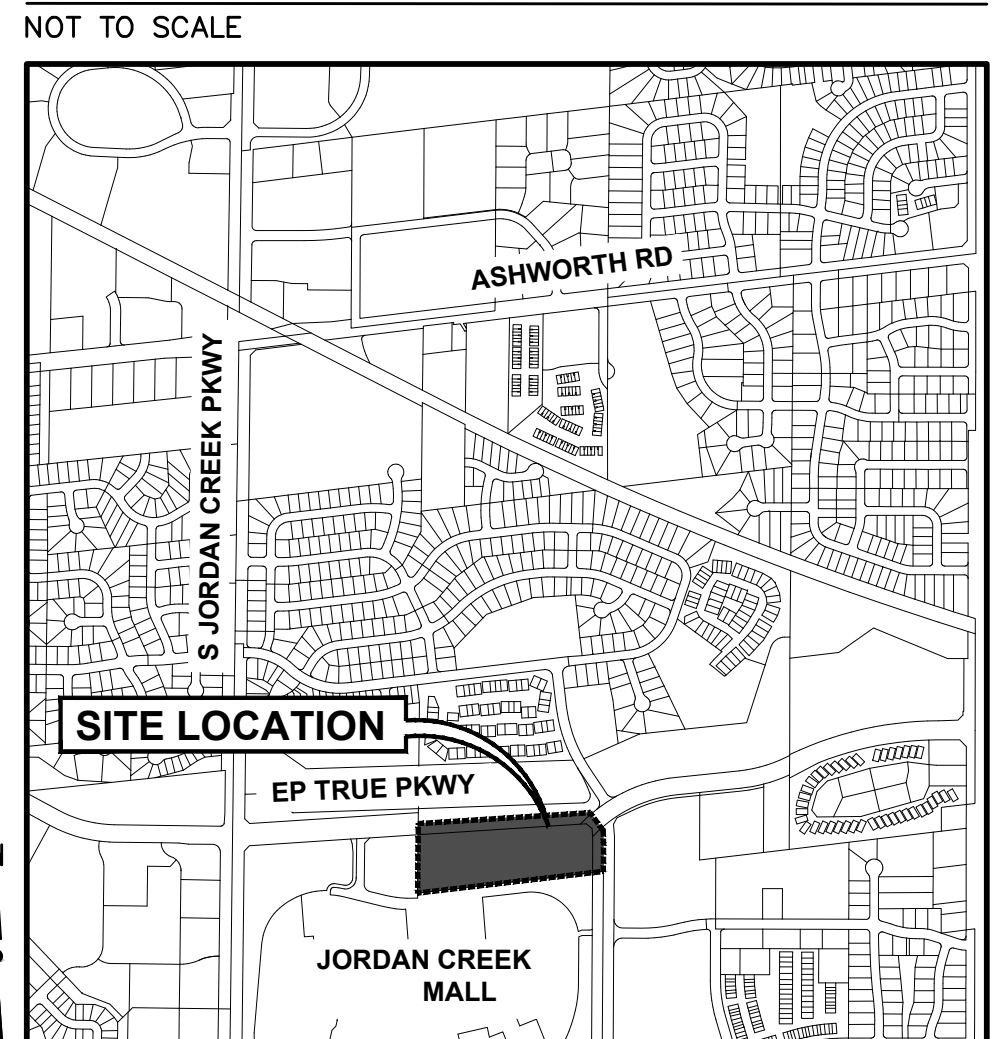 NOT TO SCALE
ASHWORTH RD
S JORDAN CREEK PKWY
SITE LOCATION
EP TRUE PKWY
JORDAN CREEK
MALL